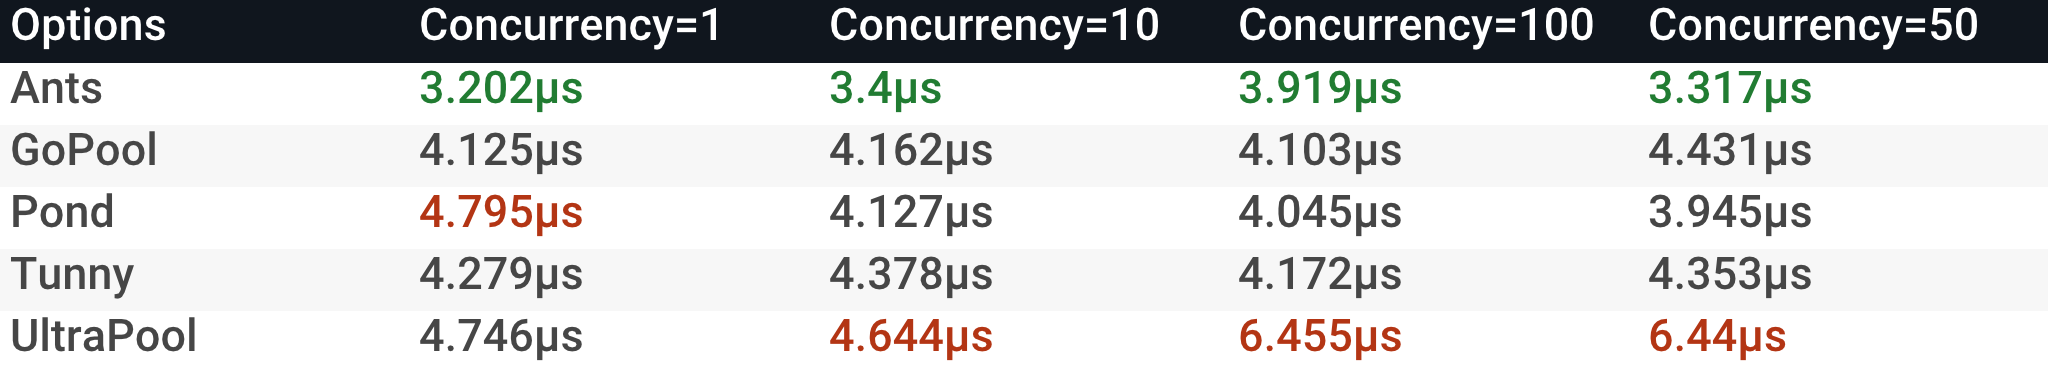 Options Concurrency=1 Concurrency=10 Concurrency=100 Concurrency=50
Ants 3.202µs 3.4µs 3.919µs 3.317µs
GoPool 4.125µs 4.162µs 4.103µs 4.431µs
Pond 4.795µs 4.127µs 4.045µs 3.945µs
Tunny 4.279µs 4.378µs 4.172µs 4.353µs
UltraPool 4.746µs 4.644µs 6.455µs 6.44µs